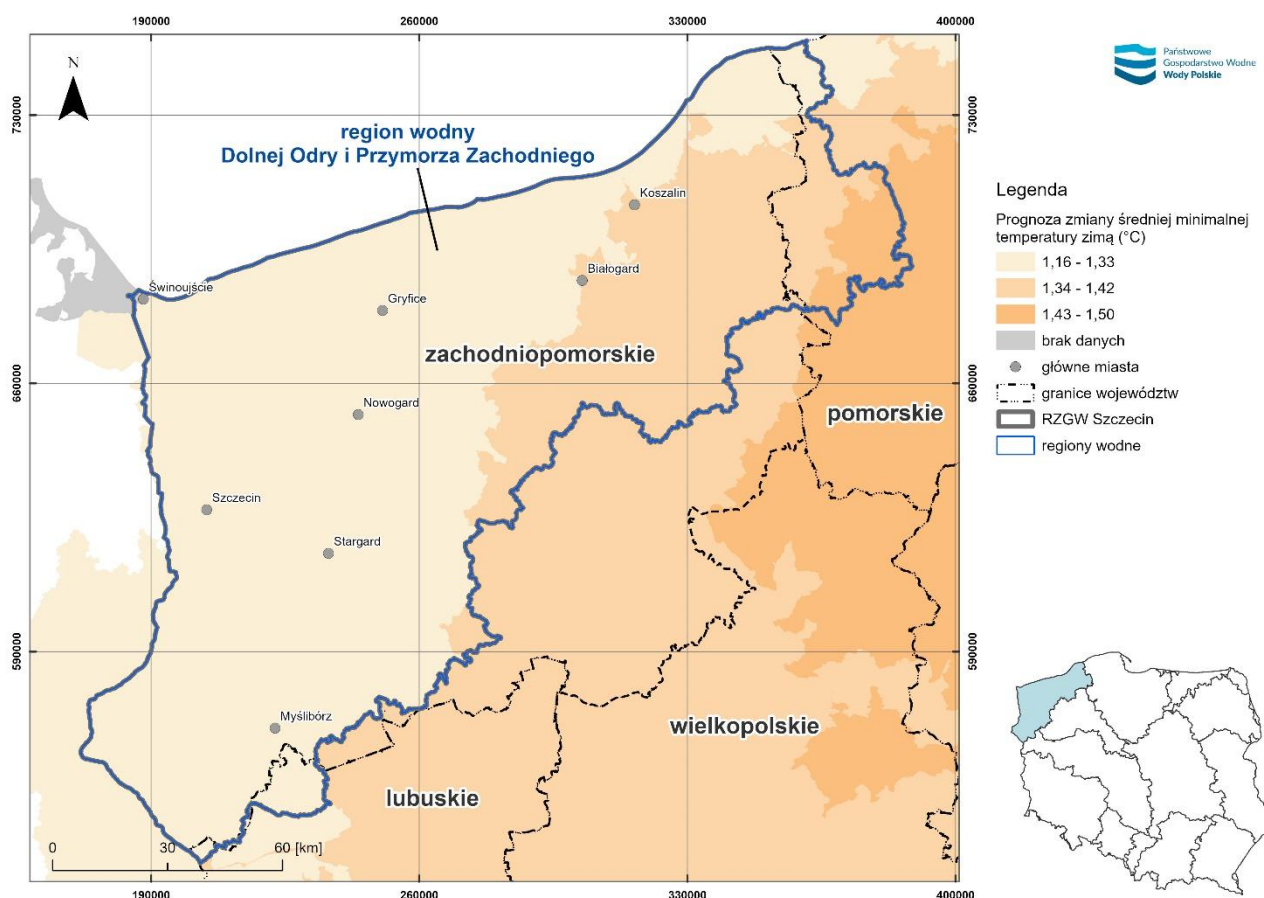 190000
260000
330000
400000
N
730000
730000
region wodny
Dolnej Odry i Przymorza Zachodniego
Koszalin
Białogard
Świnoujście
Gryfice
zachodniopomorskie
660000
660000
Nowogard
pomorskie
Szczecin
Stargard
590000
590000
Myślibórz
wielkopolskie
lubuskie
0 30 60 [km]
190000
260000
330000
400000
Państwowe
Gospodarstwo Wodne
Wody Polskie
Legenda
Prognoza zmiany średniej minimalnej
temperatury zimą (°C)
1,16 - 1,33
1,34 - 1,42
1,43 - 1,50
brak danych
główne miasta
granice województw
RZGW Szczecin
regiony wodne